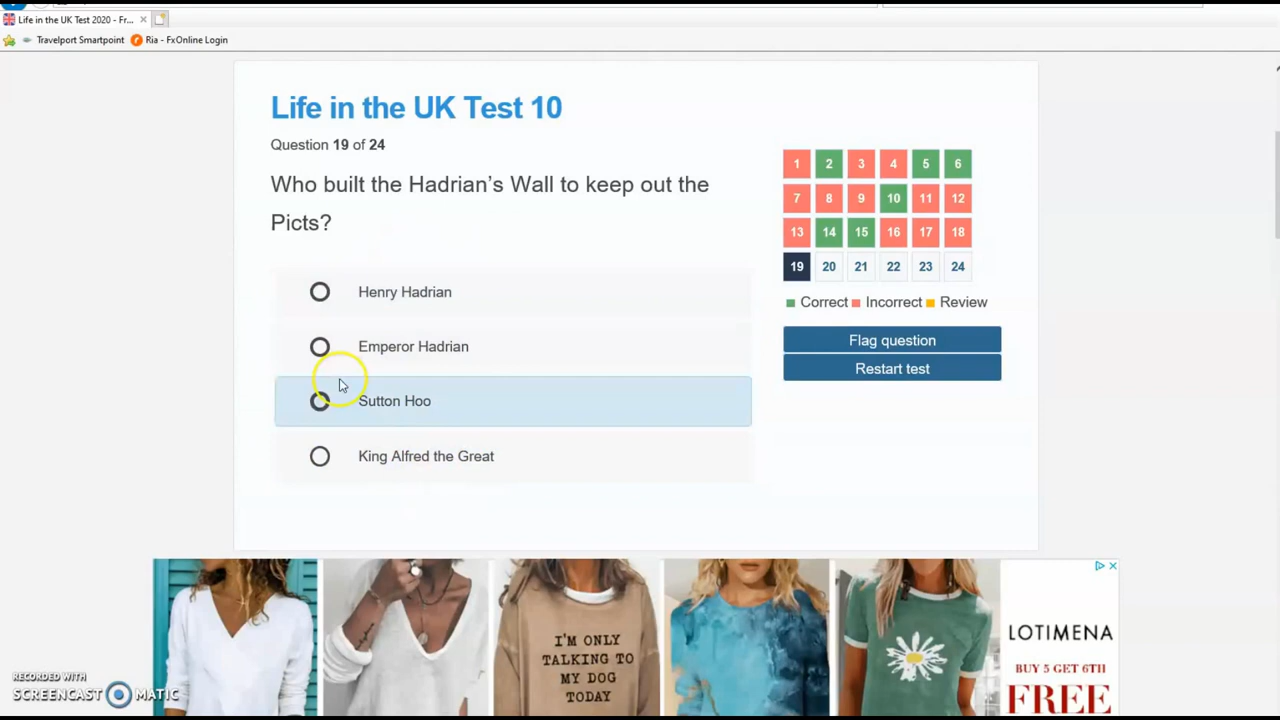 Life in the UK Test 2020 - Fr...
Travelport Smartpoint
Ria - FxOnline Login
Life in the UK Test 10
Question 19 of 24
Who built the Hadrian's Wall to keep out the
Picts?
Henry Hadrian
Emperor Hadrian
Sutton Hoo
King Alfred the Great
1 2 3 4 5 6
7 8 9 10 11 12
13 14 15 16 17 18
19 20 21 22 23 24
Correct Incorrect Review
Flag question
Restart test
I'M ONLY
TALKING TO
MY DOG
TODAY
LOTIMENA
BUY 5 GET 6TH
FREE
RECORDED WITH
SCREENCAST MATIC